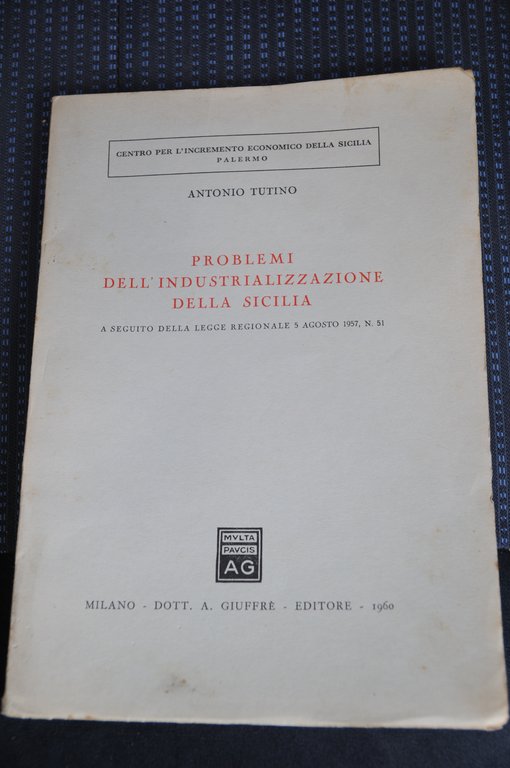 CENTRO PER L'INCREMENTO ECONOMICO DELLA SICILIA
PALERMO
ANTONIO TUTINO
PROBLEMI
DELL'INDUSTRIALIZZAZIONE
DELLA SICILIA
A SEGUITO DELLA LEGGE REGIONALE 5 AGOSTO 1957, N. 51
MVLTA
PAVCIS
AG
MILANO - DOTT. A. GIUFFRÈ - EDITORE - 1960